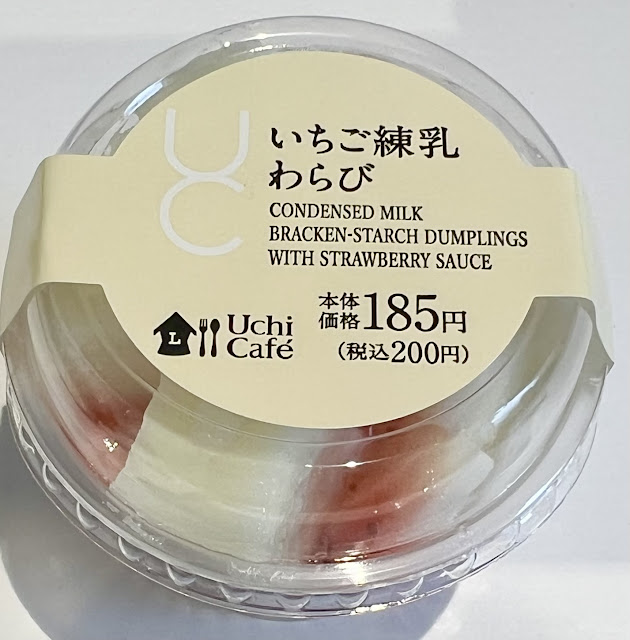 UC
いちご練乳
わらび
CONDENSED MILK
BRACKEN-STARCH DUMPLINGS
WITH STRAWBERRY SAUCE
本体
価格185円
(税込200円)
L
Uchi
Café